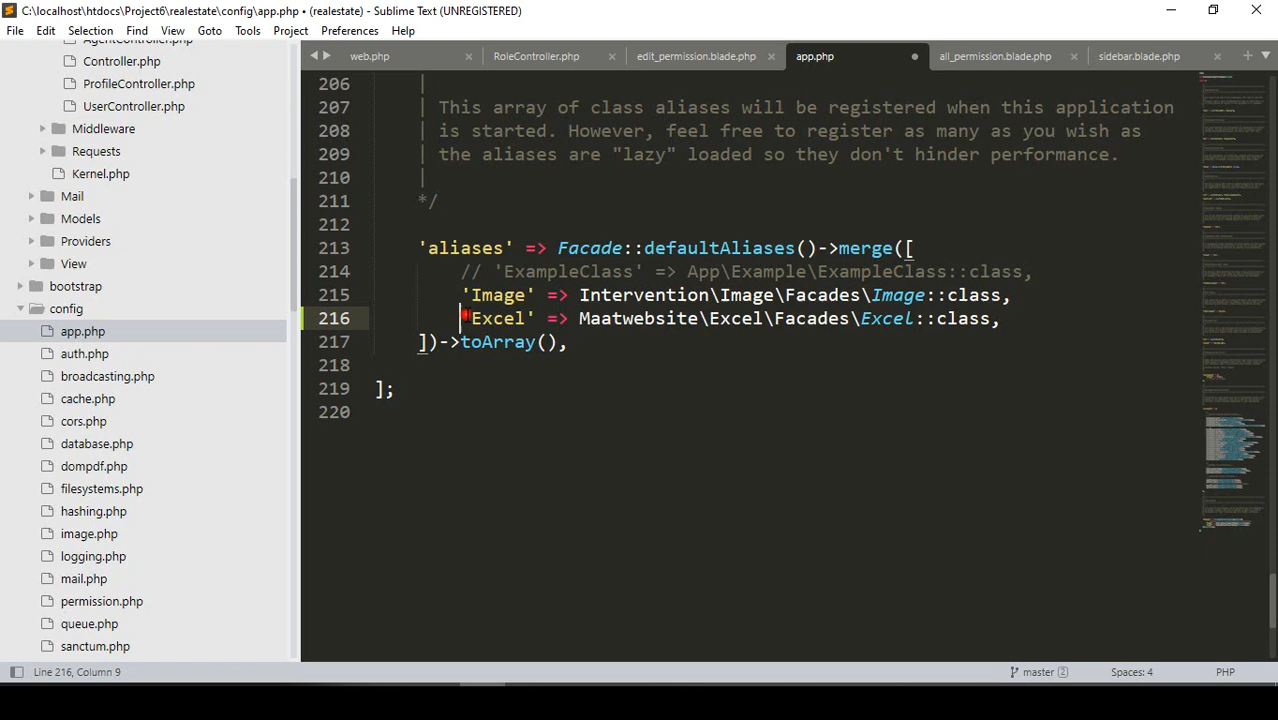 C:\localhost\htdocs\Project6\realestate\config\app.php • (realestate) - Sublime Text (UNREGISTERED)
File Edit Selection Find View Goto Tools Project Preferences Help
AgentController.php
Controller.php
ProfileController.php
UserController.php
Middleware
Requests
Kernel.php
Mail
Models
Providers
View
bootstrap
config
app.php
auth.php
broadcasting.php
cache.php
cors.php
database.php
dompdf.php
filesystems.php
hashing.php
image.php
logging.php
mail.php
permission.php
queue.php
sanctum.php
web.php RoleController.php edit_permission.blade.php app.php all_permission.blade.php sidebar.blade.php
206 |
207 | This array of class aliases will be registered when this application
208 | is started. However, feel free to register as many as you wish as
209 | the aliases are "lazy" loaded so they don't hinder performance.
210 |
211 */
212
213 'aliases' => Facade::defaultAliases()->merge([
214 // 'ExampleClass' => App\Example\ExampleClass::class,
215 'Image' => Intervention\Image\Facades\Image::class,
216 'Excel' => Maatwebsite\Excel\Facades\Excel::class,
217 ])->toArray(),
218
219 ];
220
Line 216, Column 9 master 2 Spaces: 4 PHP